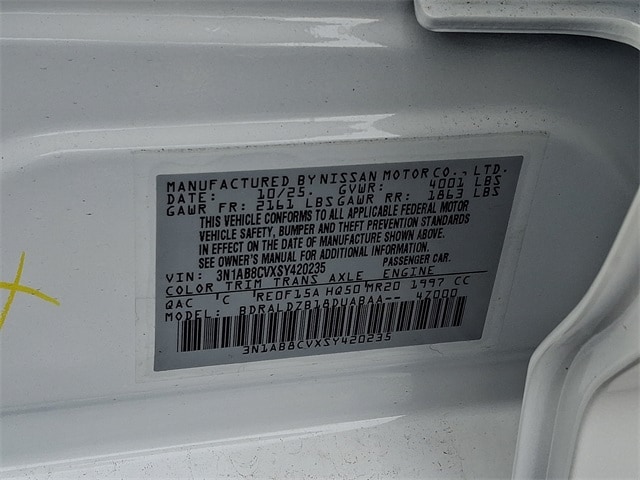 MANUFACTURED BY NISSAN MOTOR CO., LTD.
DATE: 10/25. GVWR: 4001 LBS
GAWR FR: 2161 LBS GAWR RR: 1863 LBS
THIS VEHICLE CONFORMS TO ALL APPLICABLE FEDERAL MOTOR
VEHICLE SAFETY, BUMPER AND THEFT PREVENTION STANDARDS
IN EFFECT ON THE DATE OF MANUFACTURE SHOWN ABOVE.
SEE OWNER'S MANUAL FOR ADDITIONAL INFORMATION.
VIN: 3N1AB8CVXSY420235 PASSENGER CAR.
COLOR TRIM TRANS AXLE ENGINE
QAC 'C 'RE0F15A HQ50'MR20 1997 CC
MODEL: BDRALDZB18DUABAA-- 47000
3N1AB8CVXSY420235